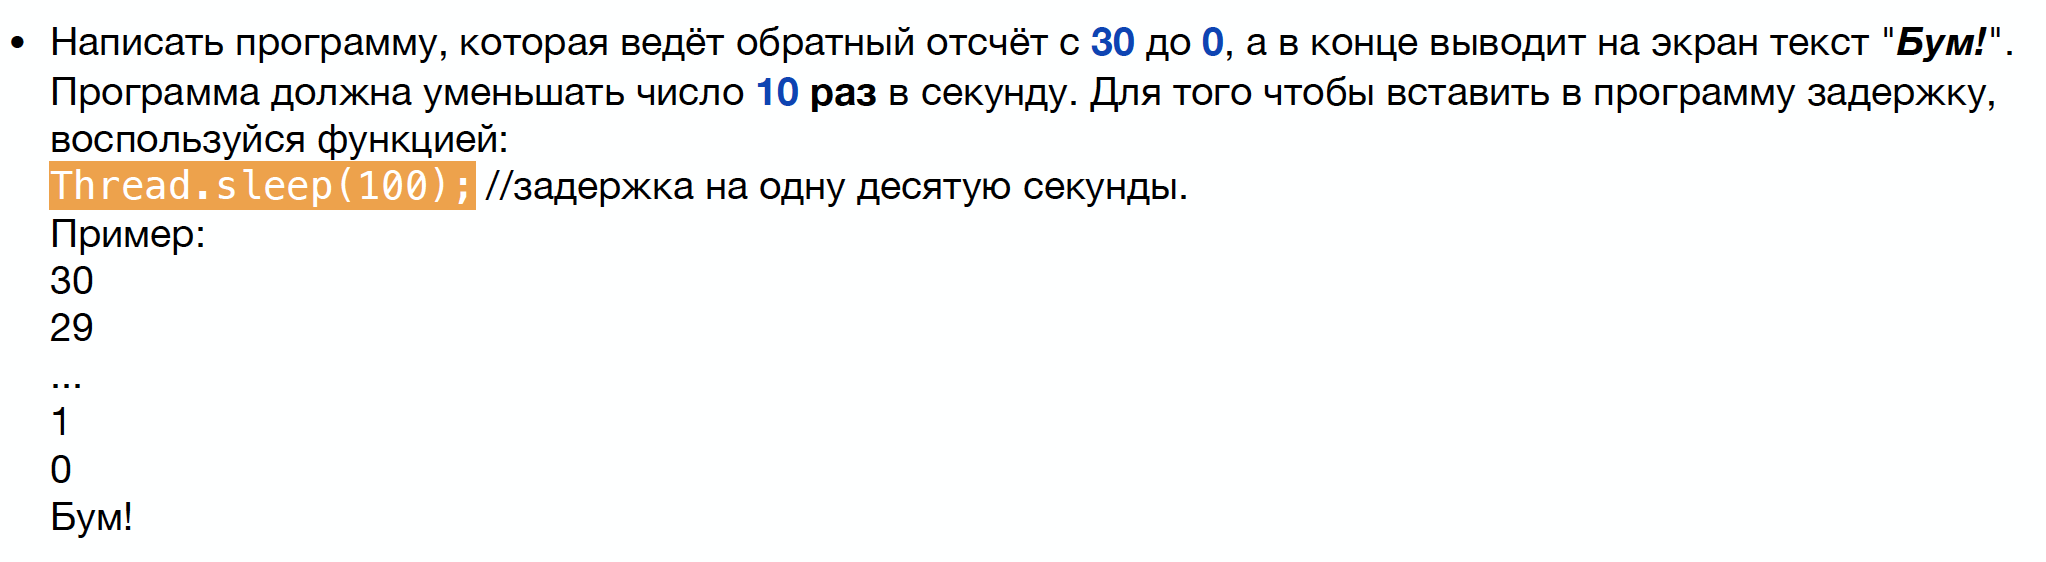 • Написать программу, которая ведёт обратный отсчёт с 30 до 0, а в конце выводит на экран текст "Бум!".
Программа должна уменьшать число 10 раз в секунду. Для того чтобы вставить в программу задержку,
воспользуйся функцией:
Thread.sleep(100); //задержка на одну десятую секунды.
Пример:
30
29
...
1
0
Бум!